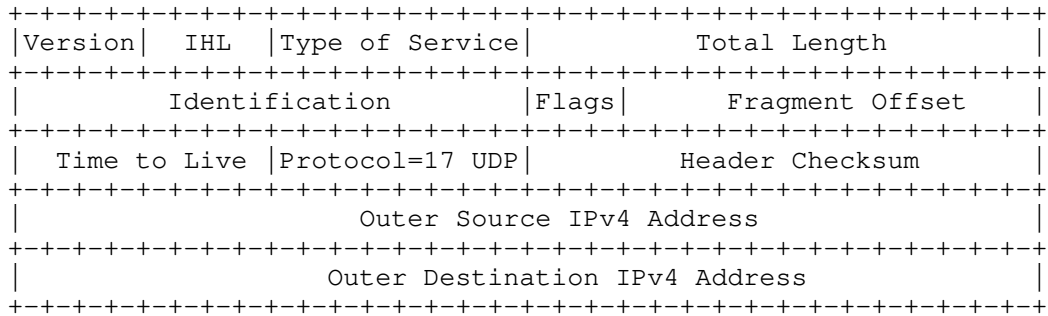 +-+-+-+-+-+-+-+-+-+-+-+-+-+-+-+-+-+-+-+-+-+-+-+-+-+-+-+-+-+-+-+-+
|Version|  IHL  |Type of Service|          Total Length         |
+-+-+-+-+-+-+-+-+-+-+-+-+-+-+-+-+-+-+-+-+-+-+-+-+-+-+-+-+-+-+-+-+
|         Identification        |Flags|      Fragment Offset    |
+-+-+-+-+-+-+-+-+-+-+-+-+-+-+-+-+-+-+-+-+-+-+-+-+-+-+-+-+-+-+-+-+
|  Time to Live |Protocol=17 UDP|         Header Checksum       |
+-+-+-+-+-+-+-+-+-+-+-+-+-+-+-+-+-+-+-+-+-+-+-+-+-+-+-+-+-+-+-+-+
|                     Outer Source IPv4 Address                 |
+-+-+-+-+-+-+-+-+-+-+-+-+-+-+-+-+-+-+-+-+-+-+-+-+-+-+-+-+-+-+-+-+
|                   Outer Destination IPv4 Address              |
+-+-+-+-+-+-+-+-+-+-+-+-+-+-+-+-+-+-+-+-+-+-+-+-+-+-+-+-+-+-+-+-+